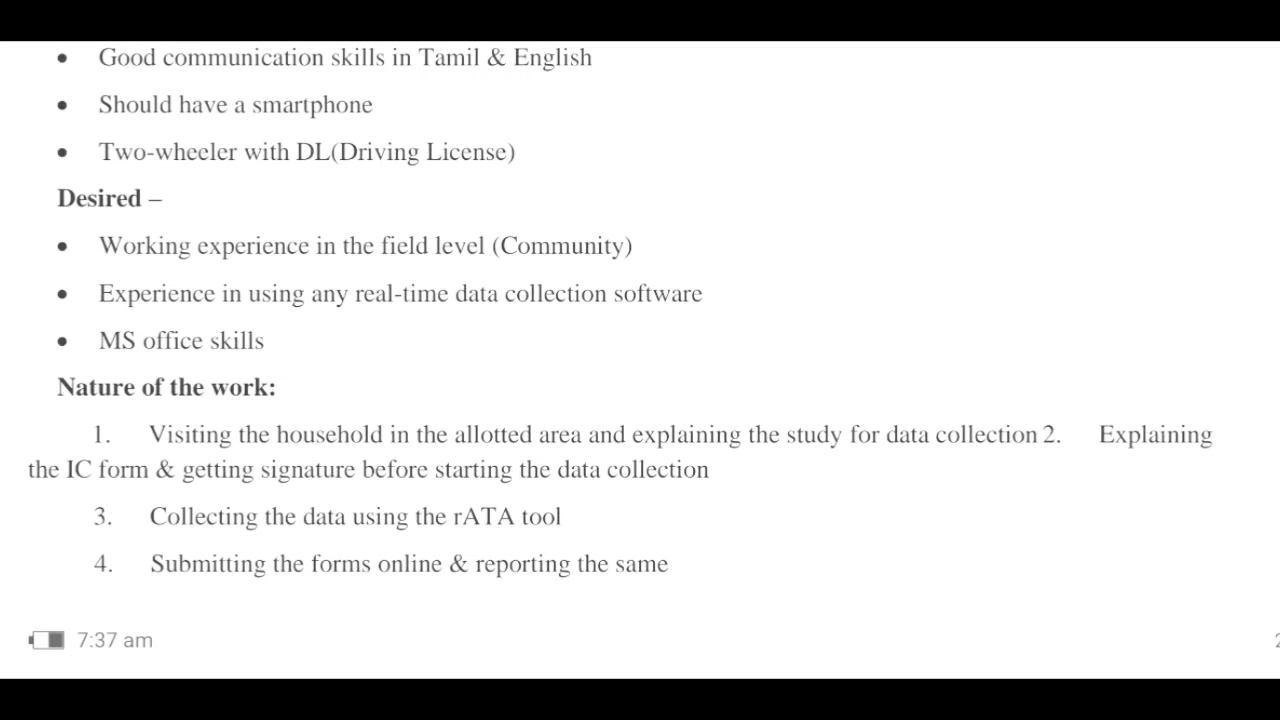 • Good communication skills in Tamil & English
• Should have a smartphone
• Two-wheeler with DL(Driving License)
Desired –
• Working experience in the field level (Community)
• Experience in using any real-time data collection software
• MS office skills
Nature of the work:
1. Visiting the household in the allotted area and explaining the study for data collection 2. Explaining
the IC form & getting signature before starting the data collection
3. Collecting the data using the rATA tool
4. Submitting the forms online & reporting the same
7:37 am